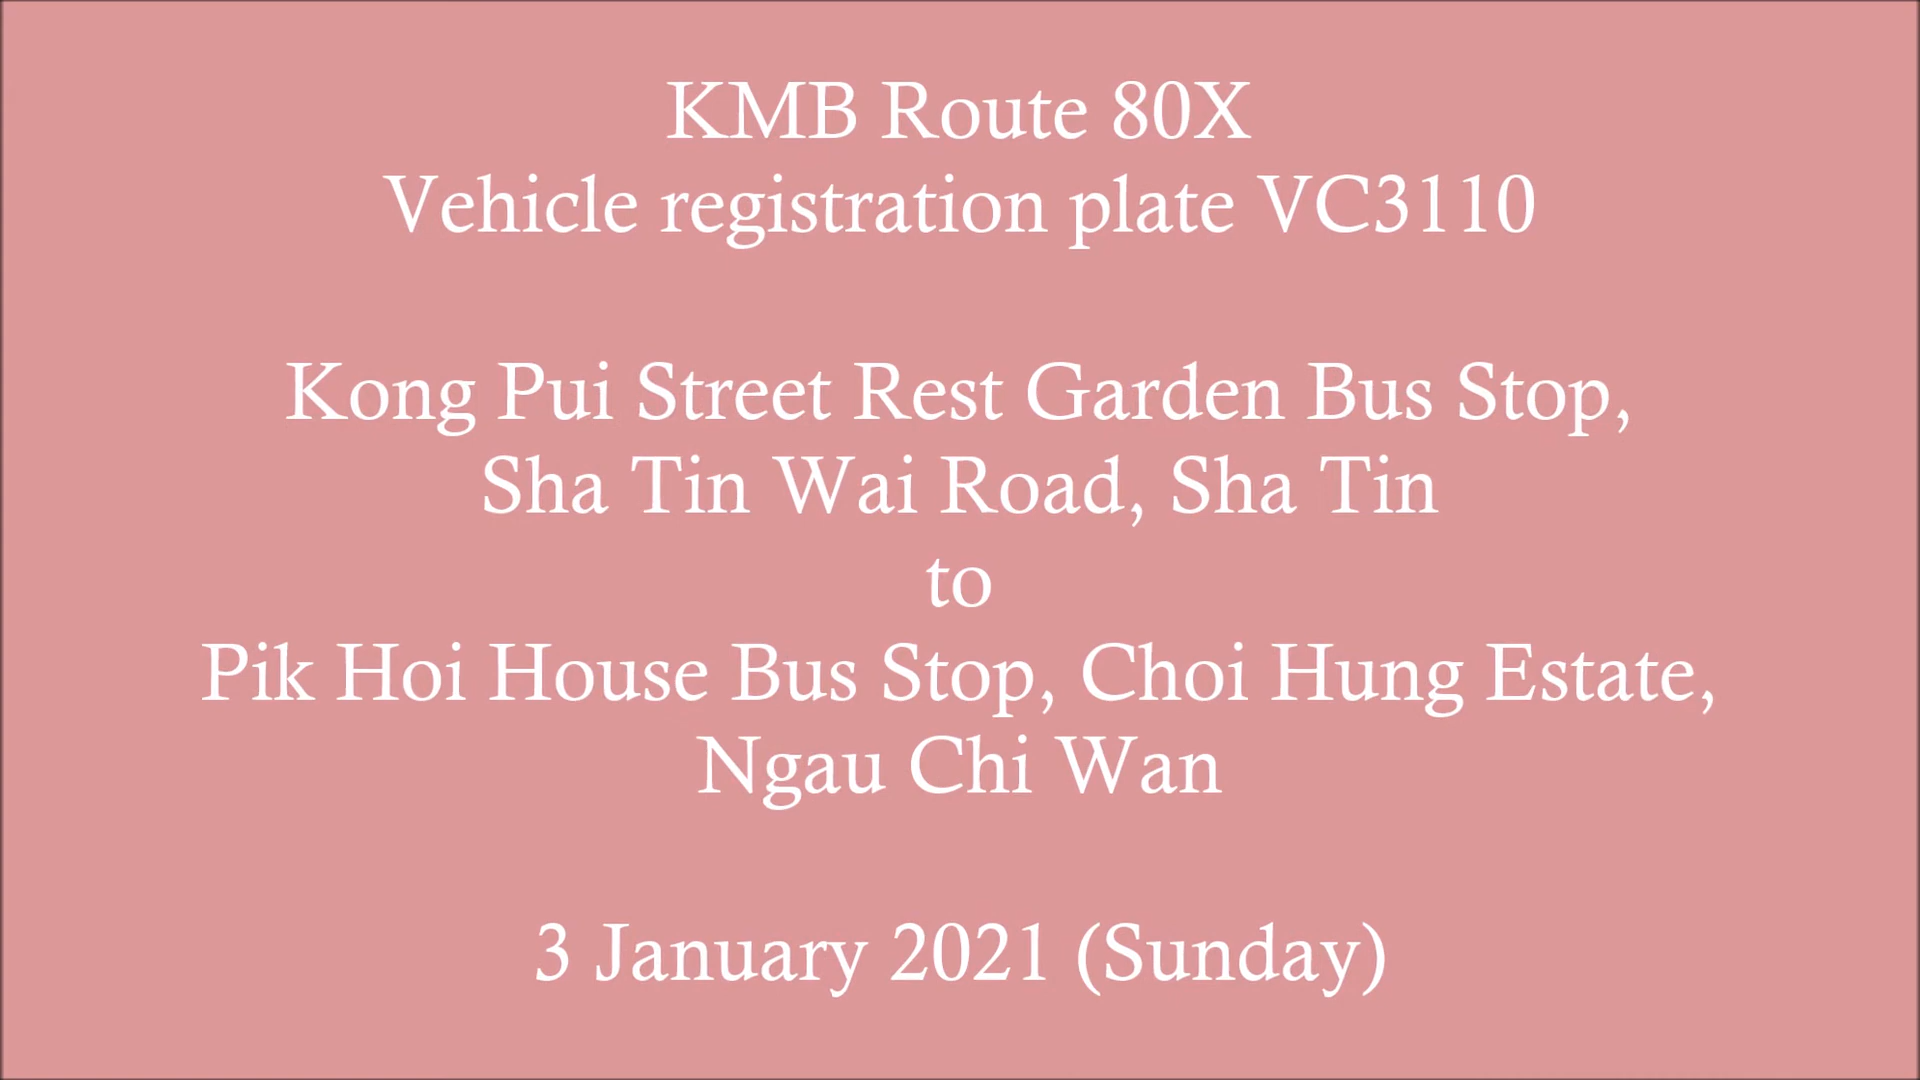 KMB Route 80X
Vehicle registration plate VC3110
Kong Pui Street Rest Garden Bus Stop,
Sha Tin Wai Road, Sha Tin
to
Pik Hoi House Bus Stop, Choi Hung Estate,
Ngau Chi Wan
3 January 2021 (Sunday)